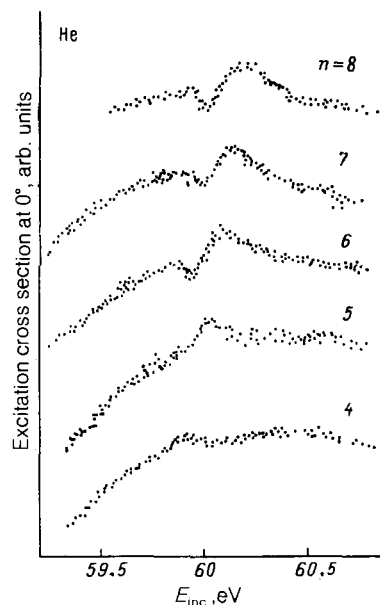 He
n=8
7
6
5
4
Excitation cross section at 0°, arb. units
59.5 60 60.5
E_inc, eV